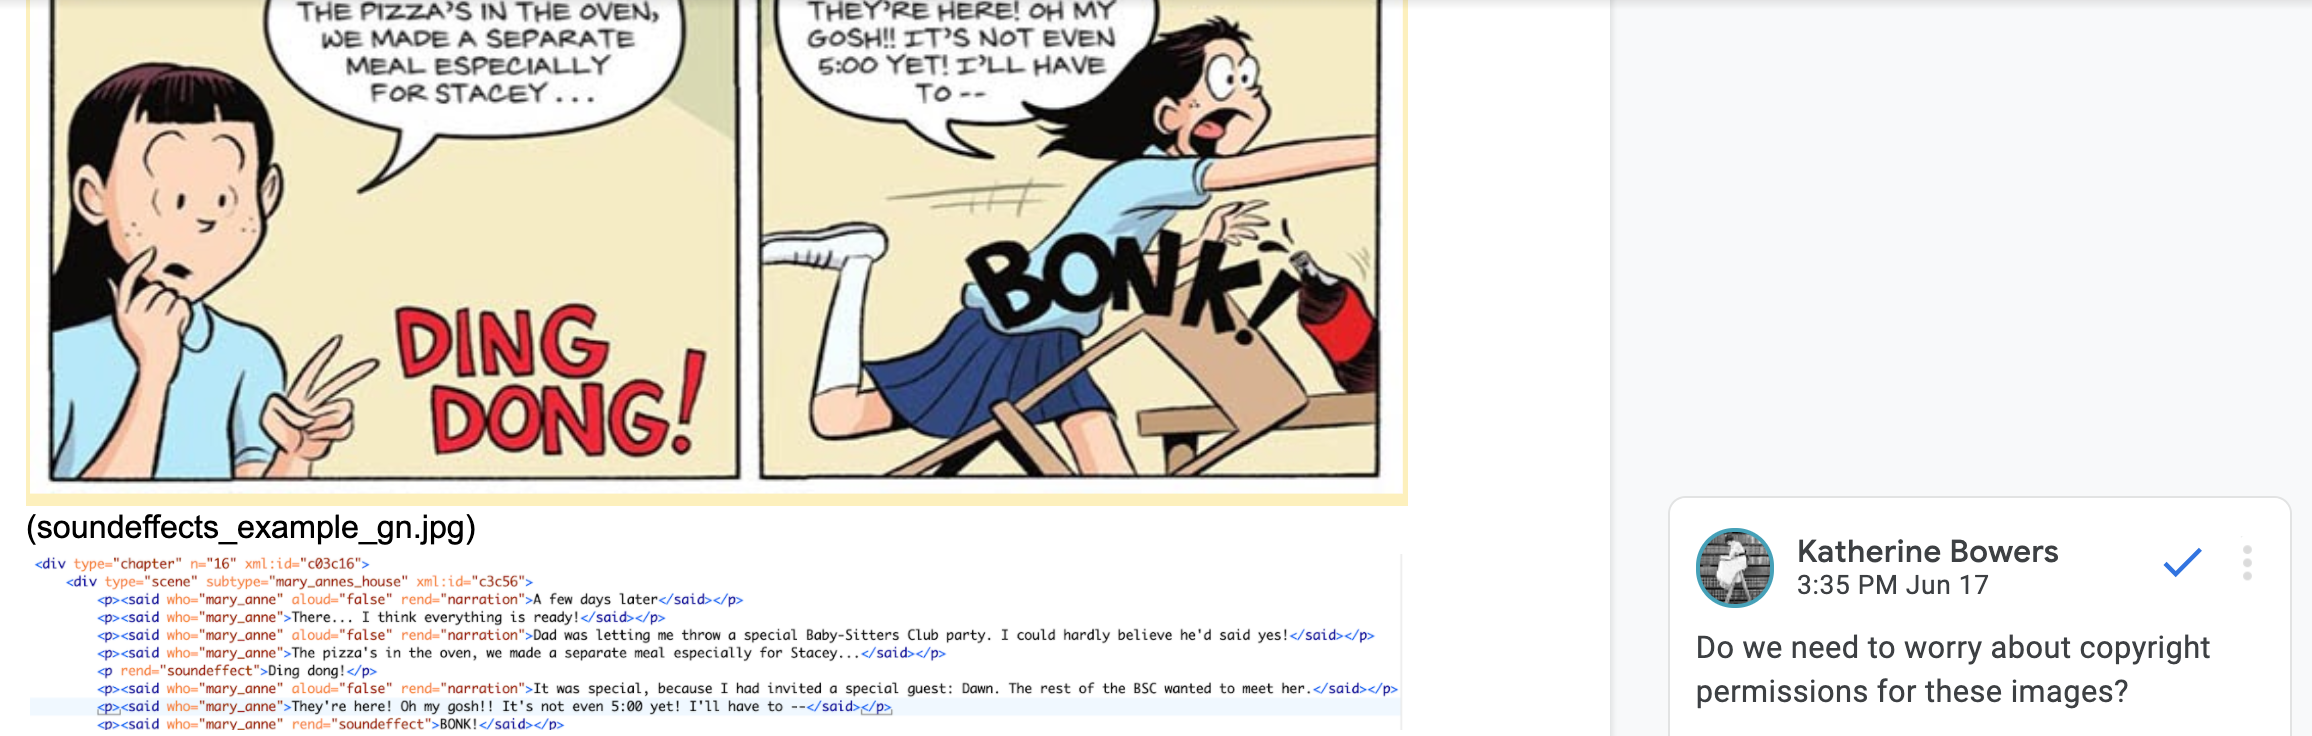 THE PIZZA'S IN THE OVEN,
WE MADE A SEPARATE
MEAL ESPECIALLY
FOR STACEY...
DING
DONG!
THEY'RE HERE! OH MY
GOSH!! IT'S NOT EVEN
5:00 YET! I'LL HAVE
TO --
BONK!
(soundeffects_example_gn.jpg)
<div type="chapter" n="16" xml:id="c03c16">
<div type="scene" subtype="mary_annes_house" xml:id="c3c56">
<p><said who="mary_anne" aloud="false" rend="narration">A few days later</said></p>
<p><said who="mary_anne">There... I think everything is ready!</said></p>
<p><said who="mary_anne" aloud="false" rend="narration">Dad was letting me throw a special Baby-Sitters Club party. I could hardly believe he'd said yes!</said></p>
<p><said who="mary_anne">The pizza's in the oven, we made a separate meal especially for Stacey...</said></p>
<p rend="soundeffect">Ding dong!</p>
<p><said who="mary_anne" aloud="false" rend="narration">It was special, because I had invited a special guest: Dawn. The rest of the BSC wanted to meet her.</said></p>
<p><said who="mary_anne">They're here! Oh my gosh!! It's not even 5:00 yet! I'll have to --</said></p>
<p><said who="mary_anne" rend="soundeffect">BONK!</said></p>
Katherine Bowers
3:35 PM Jun 17
Do we need to worry about copyright
permissions for these images?